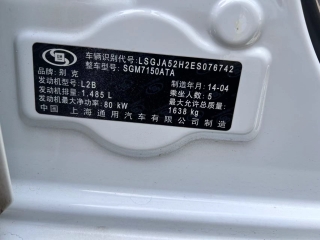 车辆识别代号: LSGJA52H2ES076742
整车型号: SGM7150ATA
品牌: 别克 制造年月: 14-04
发动机型号: L2B 乘坐人数: 5
发动机排量: 1.485 L 最大允许总质量:
发动机最大净功率: 80 kW 1638 kg
中国 上海通用汽车有限公司制造